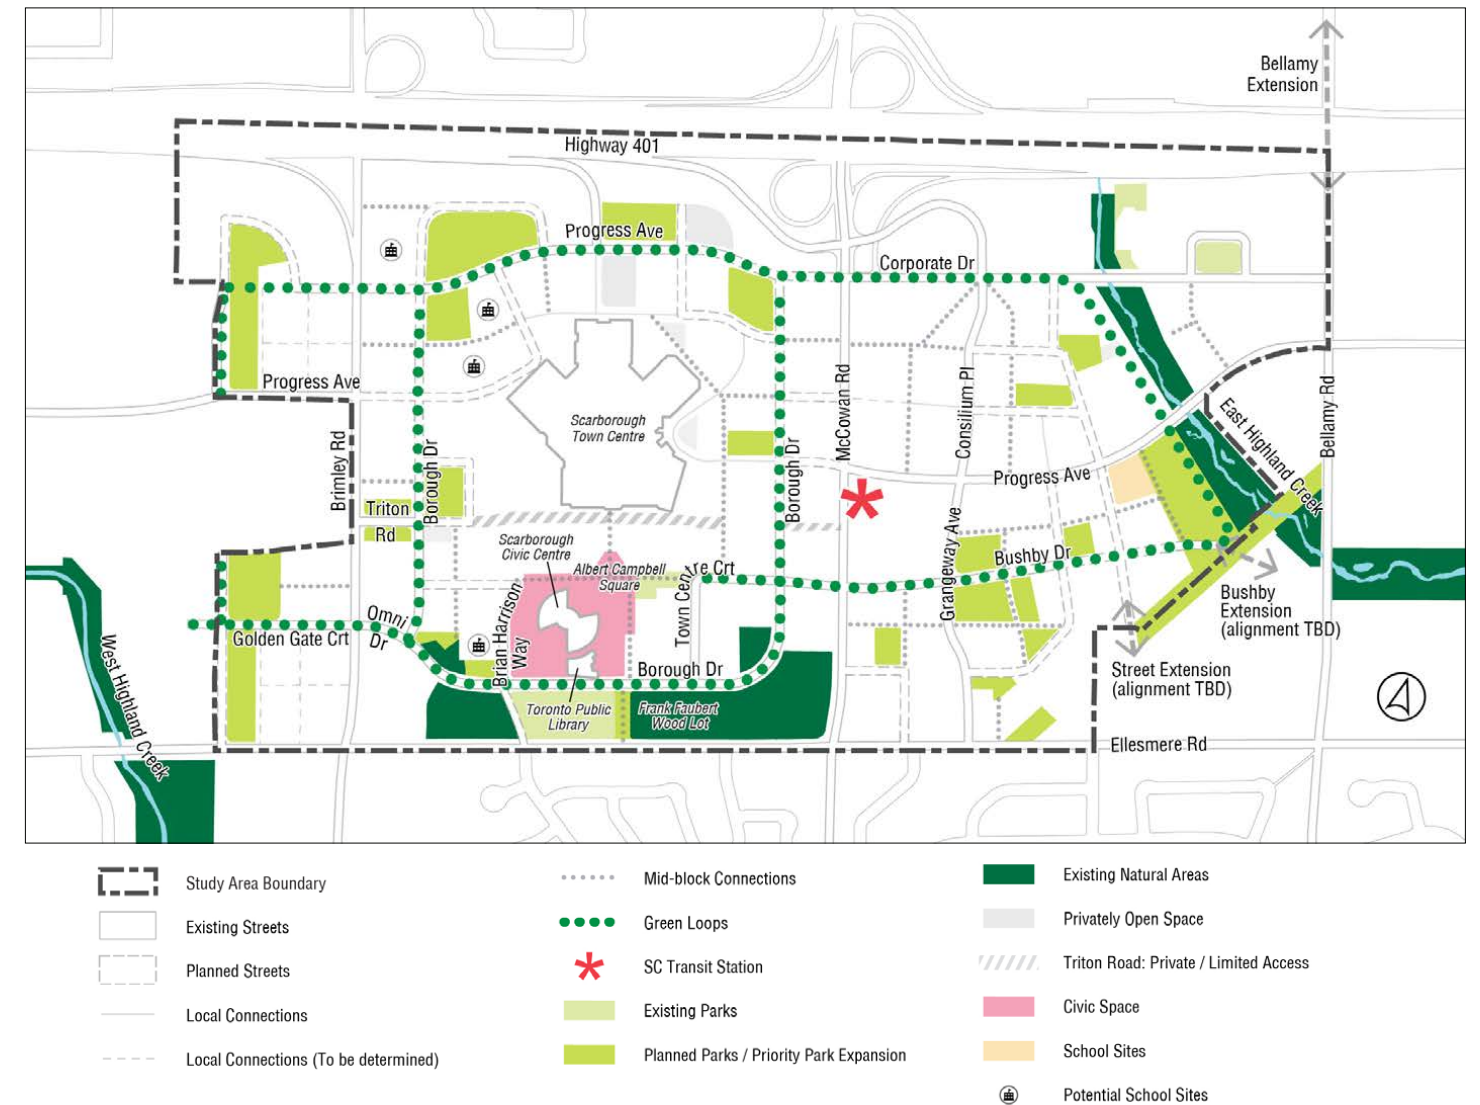 Bellamy
Extension
Highway 401
Progress Ave
Corporate Dr
Progress Ave
Scarborough
Town Centre
Brimley Rd
Borough Dr
Borough Dr
McCowan Rd
Consilium Pl
Progress Ave
Bellamy Rd
East Highland Creek
Triton
Rd
Scarborough
Civic Centre
Albert Campbell
Square
Town Centre Crt
Grangeway Ave
Bushby Dr
Bushby
Extension
(alignment TBD)
Omni
Dr
Golden Gate Crt
Brian Harrison
Way
Borough Dr
Street Extension
(alignment TBD)
West Highland Creek
Toronto Public
Library
Frank Faubert
Wood Lot
Ellesmere Rd
Study Area Boundary
Existing Streets
Planned Streets
Local Connections
Local Connections (To be determined)
Mid-block Connections
Green Loops
SC Transit Station
Existing Parks
Planned Parks / Priority Park Expansion
Existing Natural Areas
Privately Open Space
Triton Road: Private / Limited Access
Civic Space
School Sites
Potential School Sites